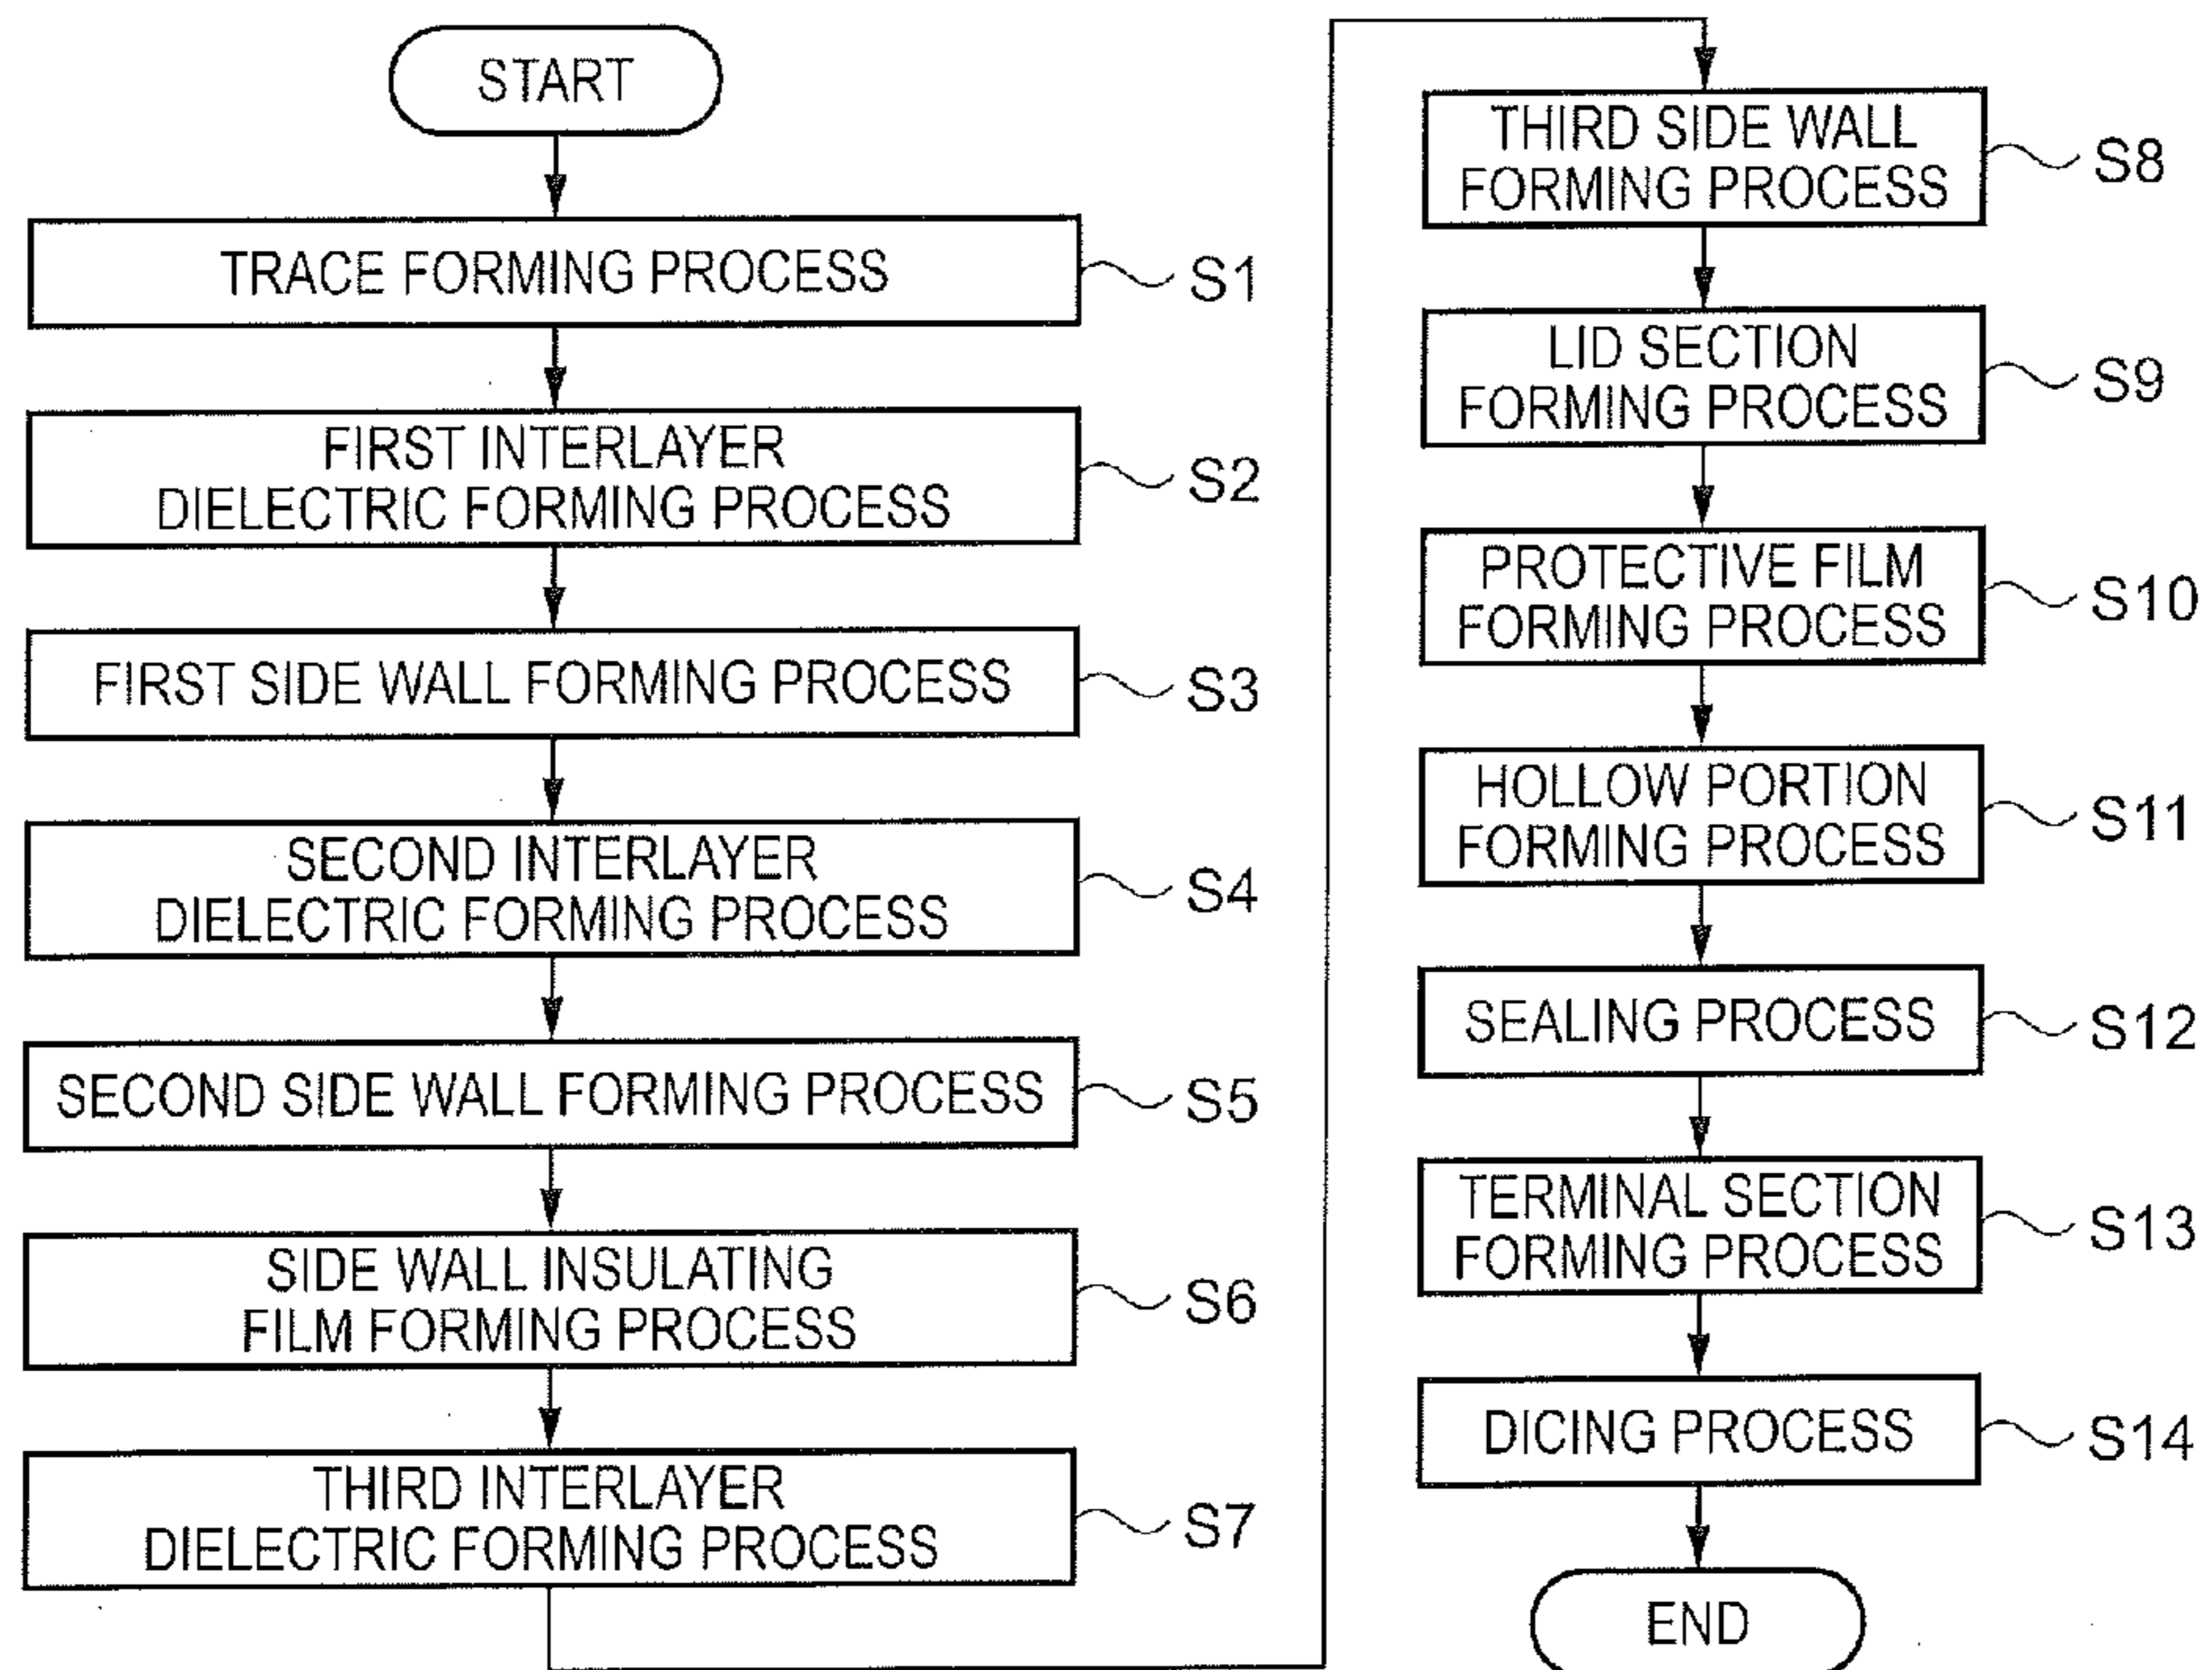 START
TRACE FORMING PROCESS
S1
FIRST INTERLAYER
DIELECTRIC FORMING PROCESS
S2
FIRST SIDE WALL FORMING PROCESS
S3
SECOND INTERLAYER
DIELECTRIC FORMING PROCESS
S4
SECOND SIDE WALL FORMING PROCESS
S5
SIDE WALL INSULATING
FILM FORMING PROCESS
S6
THIRD INTERLAYER
DIELECTRIC FORMING PROCESS
S7
THIRD SIDE WALL
FORMING PROCESS
S8
LID SECTION
FORMING PROCESS
S9
PROTECTIVE FILM
FORMING PROCESS
S10
HOLLOW PORTION
FORMING PROCESS
S11
SEALING PROCESS
S12
TERMINAL SECTION
FORMING PROCESS
S13
DICING PROCESS
S14
END